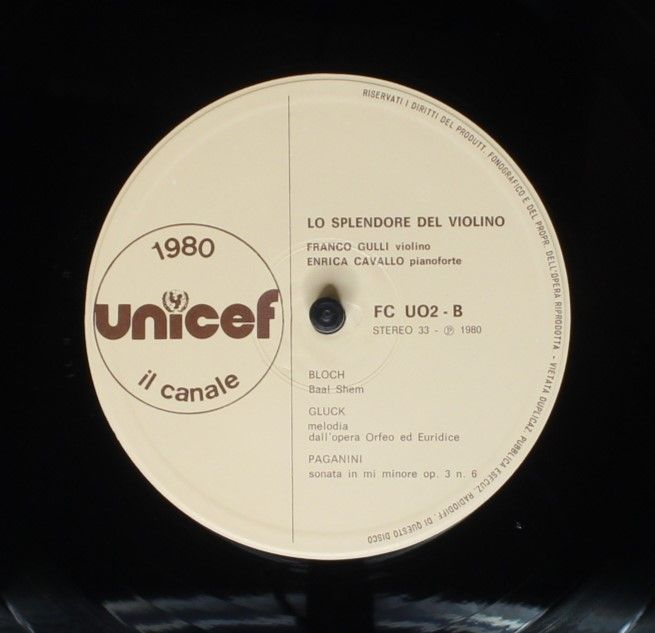 RISERVATI I DIRITTI DEL PRODUTT. FONOGRAFICO E DEL PROPR. DELL'OPERA RIPRODOTTA - VIETATA DUPLICAZ. PUBBLICA ESECUZ. RADIODIFF. DI QUESTO DISCO
1980
unicef
il canale
LO SPLENDORE DEL VIOLINO
FRANCO GULLI violino
ENRICA CAVALLO pianoforte
FC UO2 - B
STEREO 33 - ℗ 1980
BLOCH
Baal Shem
GLUCK
melodia
dall'opera Orfeo ed Euridice
PAGANINI
sonata in mi minore op. 3 n. 6